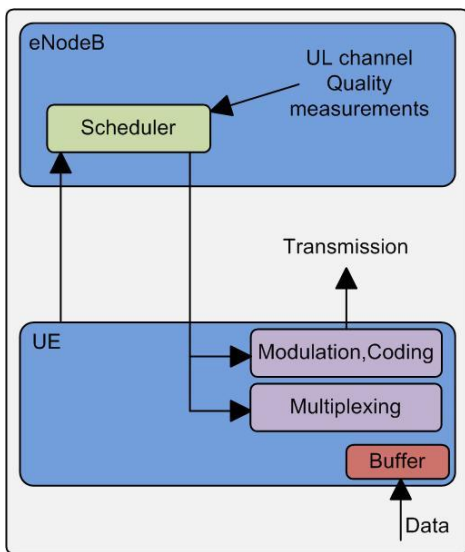 eNodeB
UL channel
Quality
measurements
Scheduler
Transmission
UE
Modulation,Coding
Multiplexing
Buffer
Data